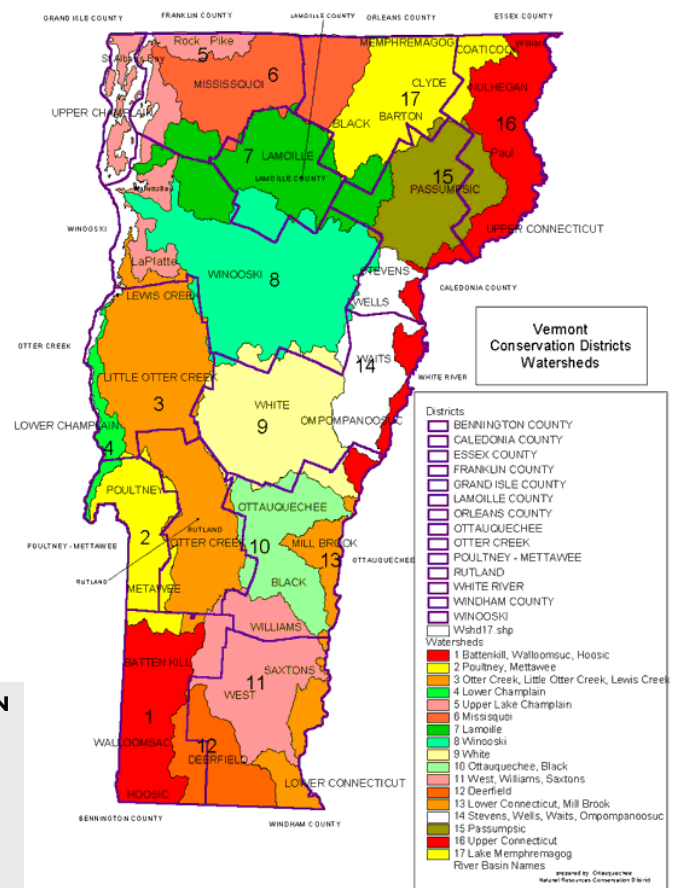 GRAND ISLE COUNTY
FRANKLIN COUNTY
LAMOILLE COUNTY
ORLEANS COUNTY
ESSEX COUNTY
Rock Pike
5
St Albans Bay
MISSISSQUOI
6
MEMPHREMAGOG
COATICOOK
CLYDE
17
BARTON
BLACK
NULHEGAN
16
UPPER CHAMPLAIN
7 LAMOILLE
LAMOILLE COUNTY
Paul
15
PASSUMPSIC
WINOOSKI
UPPER CONNECTICUT
LaPlatte
WINOOSKI
8
STEVENS
WELLS
CALEDONIA COUNTY
LEWIS CREEK
OTTER CREEK
LITTLE OTTER CREEK
3
WAITS
14
WHITE RIVER
WHITE
9
OMPOMPANOOSUC
LOWER CHAMPLAIN
4
POULTNEY
2
OTTAUQUECHEE
RUTLAND
OTTER CREEK
10
MILL BROOK
13
OTTAUQUECHEE
POULTNEY - METTAWEE
RUTLAND
METAWEE
BLACK
WILLIAMS
BATTEN KILL
SAXTONS
11
WEST
1
WALLOOMSAC
12
DEERFIELD
HOOSIC
LOWER CONNECTICUT
BENNINGTON COUNTY
WINDHAM COUNTY
N
Vermont
Conservation Districts
Watersheds
Districts
BENNINGTON COUNTY
CALEDONIA COUNTY
ESSEX COUNTY
FRANKLIN COUNTY
GRAND ISLE COUNTY
LAMOILLE COUNTY
ORLEANS COUNTY
OTTAUQUECHEE
OTTER CREEK
POULTNEY - METTAWEE
RUTLAND
WHITE RIVER
WINDHAM COUNTY
WINOOSKI
Wshd17.shp
Watersheds
1 Battenkill, Walloomsuc, Hoosic
2 Poultney, Mettawee
3 Otter Creek, Little Otter Creek, Lewis Creek
4 Lower Champlain
5 Upper Lake Champlain
6 Missisquoi
7 Lamoille
8 Winooski
9 White
10 Ottauquechee, Black
11 West, Williams, Saxtons
12 Deerfield
13 Lower Connecticut, Mill Brook
14 Stevens, Wells, Waits, Ompompanoosuc
15 Passumpsic
16 Upper Connecticut
17 Lake Memphremagog
River Basin Names
prepared by Ottauquechee
Natural Resources Conservation District